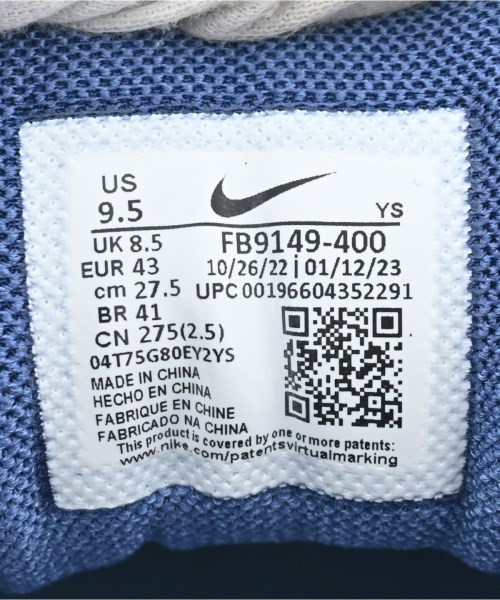 US
9.5
YS
UK 8.5
FB9149-400
EUR 43
10/26/22 | 01/12/23
cm 27.5
UPC 00196604352291
BR 41
CN 275(2.5)
04T75G80EY2YS
MADE IN CHINA
HECHO EN CHINA
FABRIQUE EN CHINE
FABRICADO NA CHINA
This product is covered by one or more patents:
www.nike.com/patentsvirtualmarking